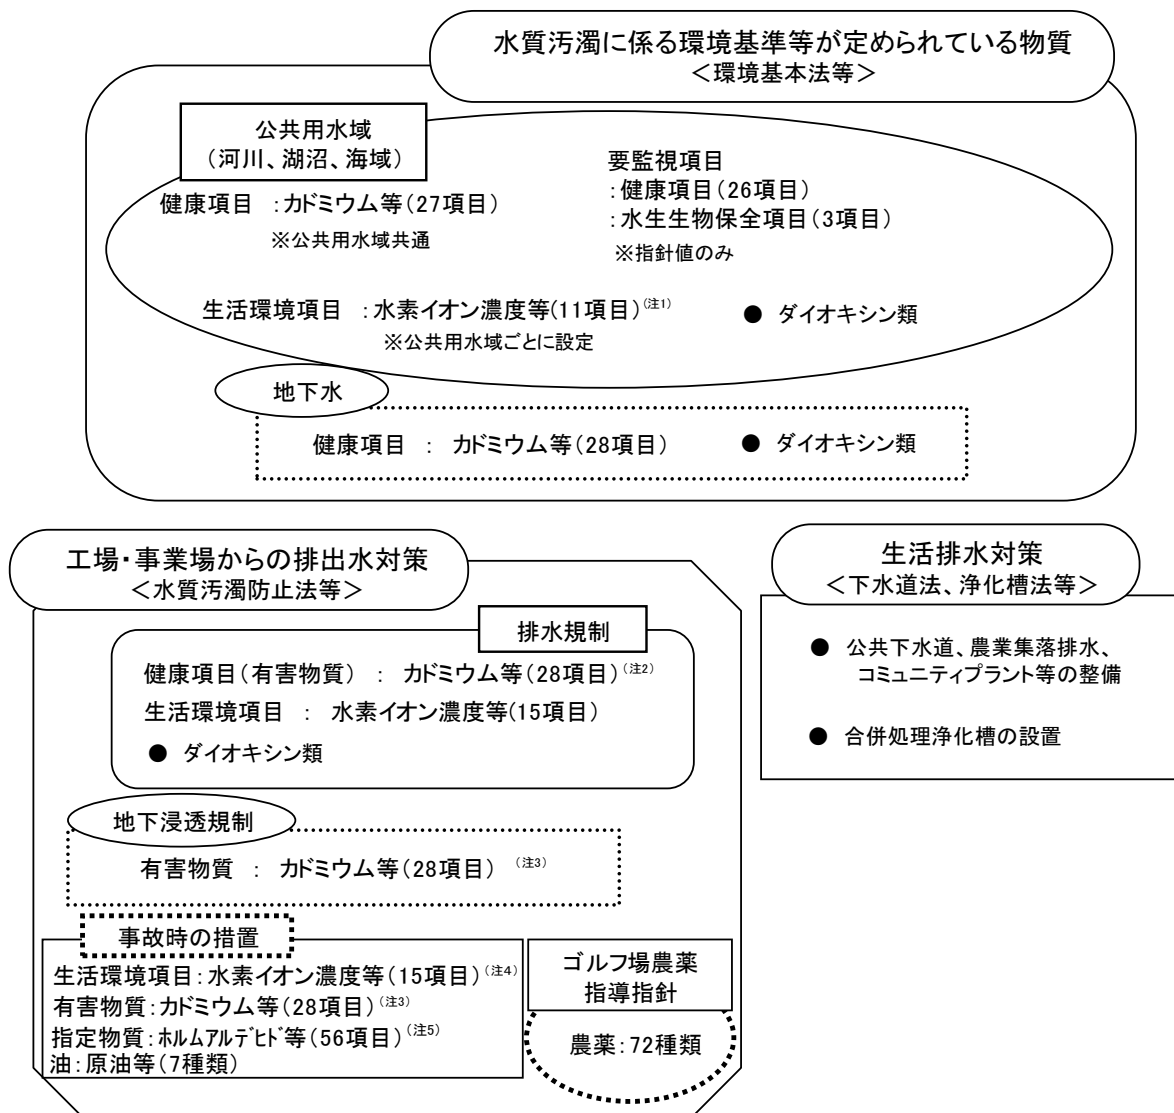 水質汚濁に係る環境基準等が定められている物質
＜環境基本法等＞
公共用水域
（河川、湖沼、海域）
健康項目　：カドミウム等（27項目）
※公共用水域共通
要監視項目
：健康項目（26項目）
：水生生物保全項目（3項目）
※指針値のみ
生活環境項目　：水素イオン濃度等(11項目)（注1）
※公共用水域ごとに設定
● ダイオキシン類
地下水
健康項目　：　カドミウム等（28項目）
● ダイオキシン類
工場・事業場からの排出水対策
＜水質汚濁防止法等＞
排水規制
健康項目（有害物質）　：　カドミウム等（28項目）（注2）
生活環境項目　：　水素イオン濃度等(15項目)
● ダイオキシン類
地下浸透規制
有害物質　：　カドミウム等（28項目）（注3）
事故時の措置
生活環境項目：水素イオン濃度等（15項目）（注4）
有害物質：カドミウム等（28項目）（注3）
指定物質：ﾎﾙﾑｱﾙﾃﾞﾋﾄﾞ等（56項目）（注5）
油：原油等（7種類）
ゴルフ場農薬
指導指針
農薬：72種類
生活排水対策
＜下水道法、浄化槽法等＞
● 公共下水道、農業集落排水、
コミュニティプラント等の整備
● 合併処理浄化槽の設置